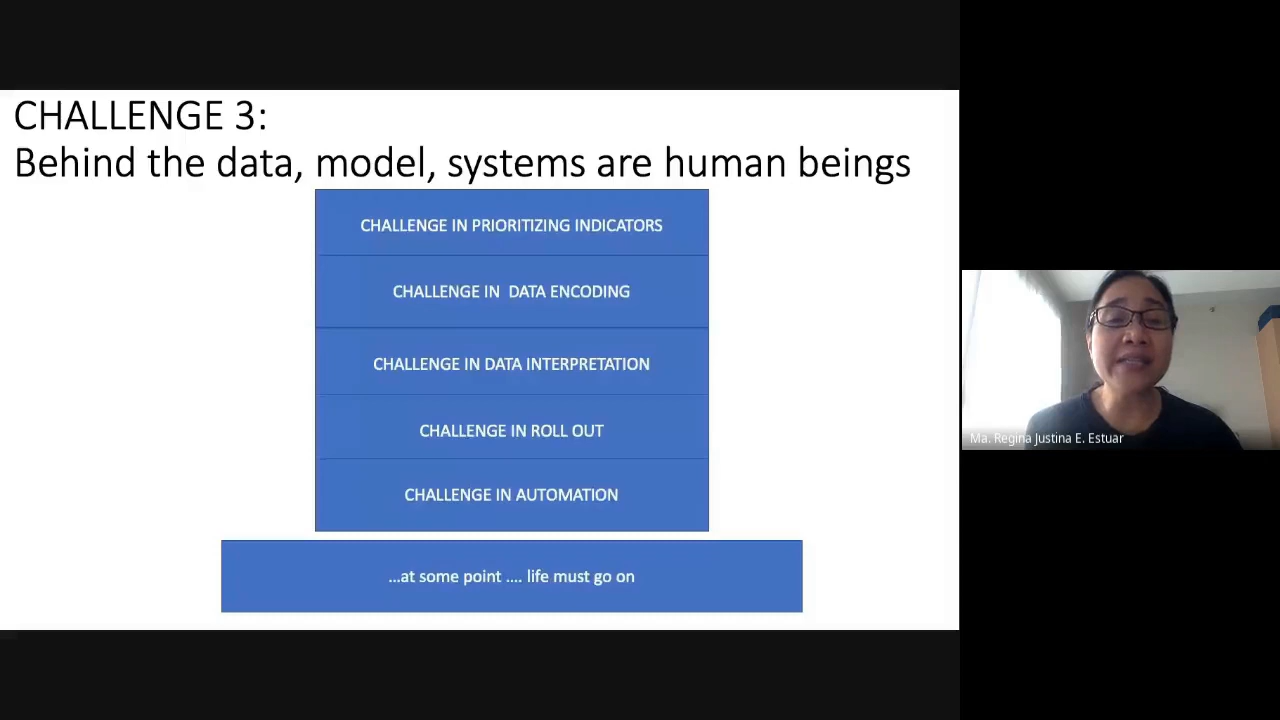 CHALLENGE 3:
Behind the data, model, systems are human beings
CHALLENGE IN PRIORITIZING INDICATORS
CHALLENGE IN  DATA ENCODING
CHALLENGE IN DATA INTERPRETATION
CHALLENGE IN ROLL OUT
CHALLENGE IN AUTOMATION
...at some point .... life must go on
Ma. Regina Justina E. Estuar